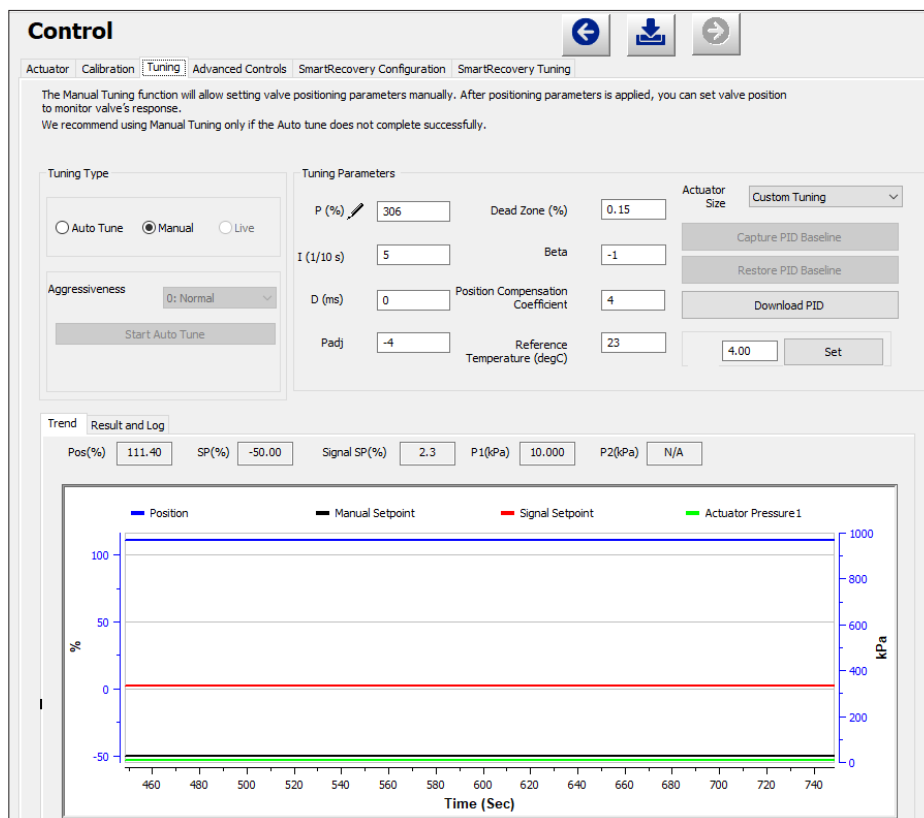 Control
Actuator Calibration Tuning Advanced Controls SmartRecovery Configuration SmartRecovery Tuning
The Manual Tuning function will allow setting valve positioning parameters manually. After positioning parameters is applied, you can set valve position
to monitor valve's response.
We recommend using Manual Tuning only if the Auto tune does not complete successfully.
Tuning Type
Auto Tune Manual Live
Aggressiveness 0: Normal
Start Auto Tune
Tuning Parameters
P (%) 306 Dead Zone (%) 0.15
I (1/10 s) 5 Beta -1
D (ms) 0 Position Compensation
Coefficient 4
Padj -4 Reference
Temperature (degC) 23
Actuator
Size Custom Tuning
Capture PID Baseline
Restore PID Baseline
Download PID
4.00 Set
Trend Result and Log
Pos(%) 111.40 SP(%) -50.00 Signal SP(%) 2.3 P1(kPa) 10.000 P2(kPa) N/A
Position Manual Setpoint Signal Setpoint Actuator Pressure1
100
50
0
-50
%
1000
800
600
400
200
0
kPa
460 480 500 520 540 560 580 600 620 640 660 680 700 720 740
Time (Sec)